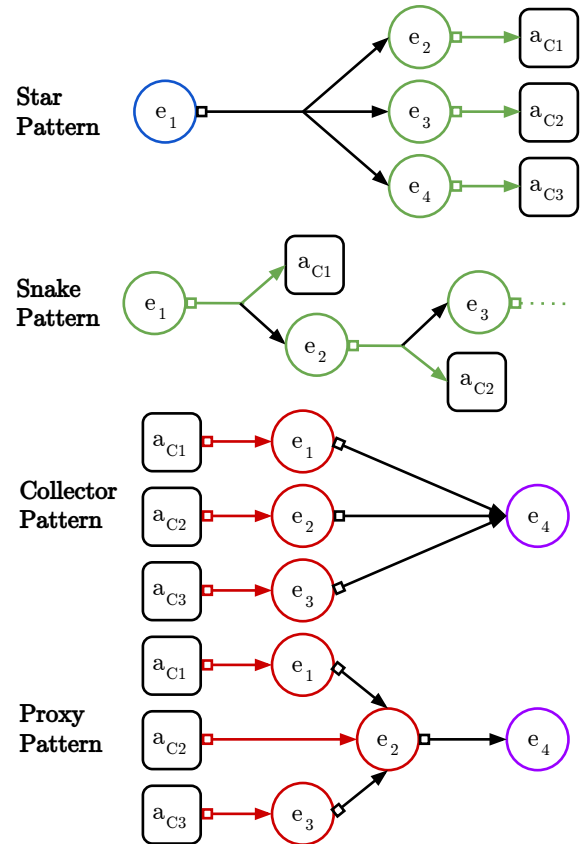 Star
Pattern
e1
e2
aC1
e3
aC2
e4
aC3
Snake
Pattern
e1
aC1
e2
e3
aC2
Collector
Pattern
aC1
e1
aC2
e2
e4
aC3
e3
Proxy
Pattern
aC1
e1
aC2
e2
e4
aC3
e3